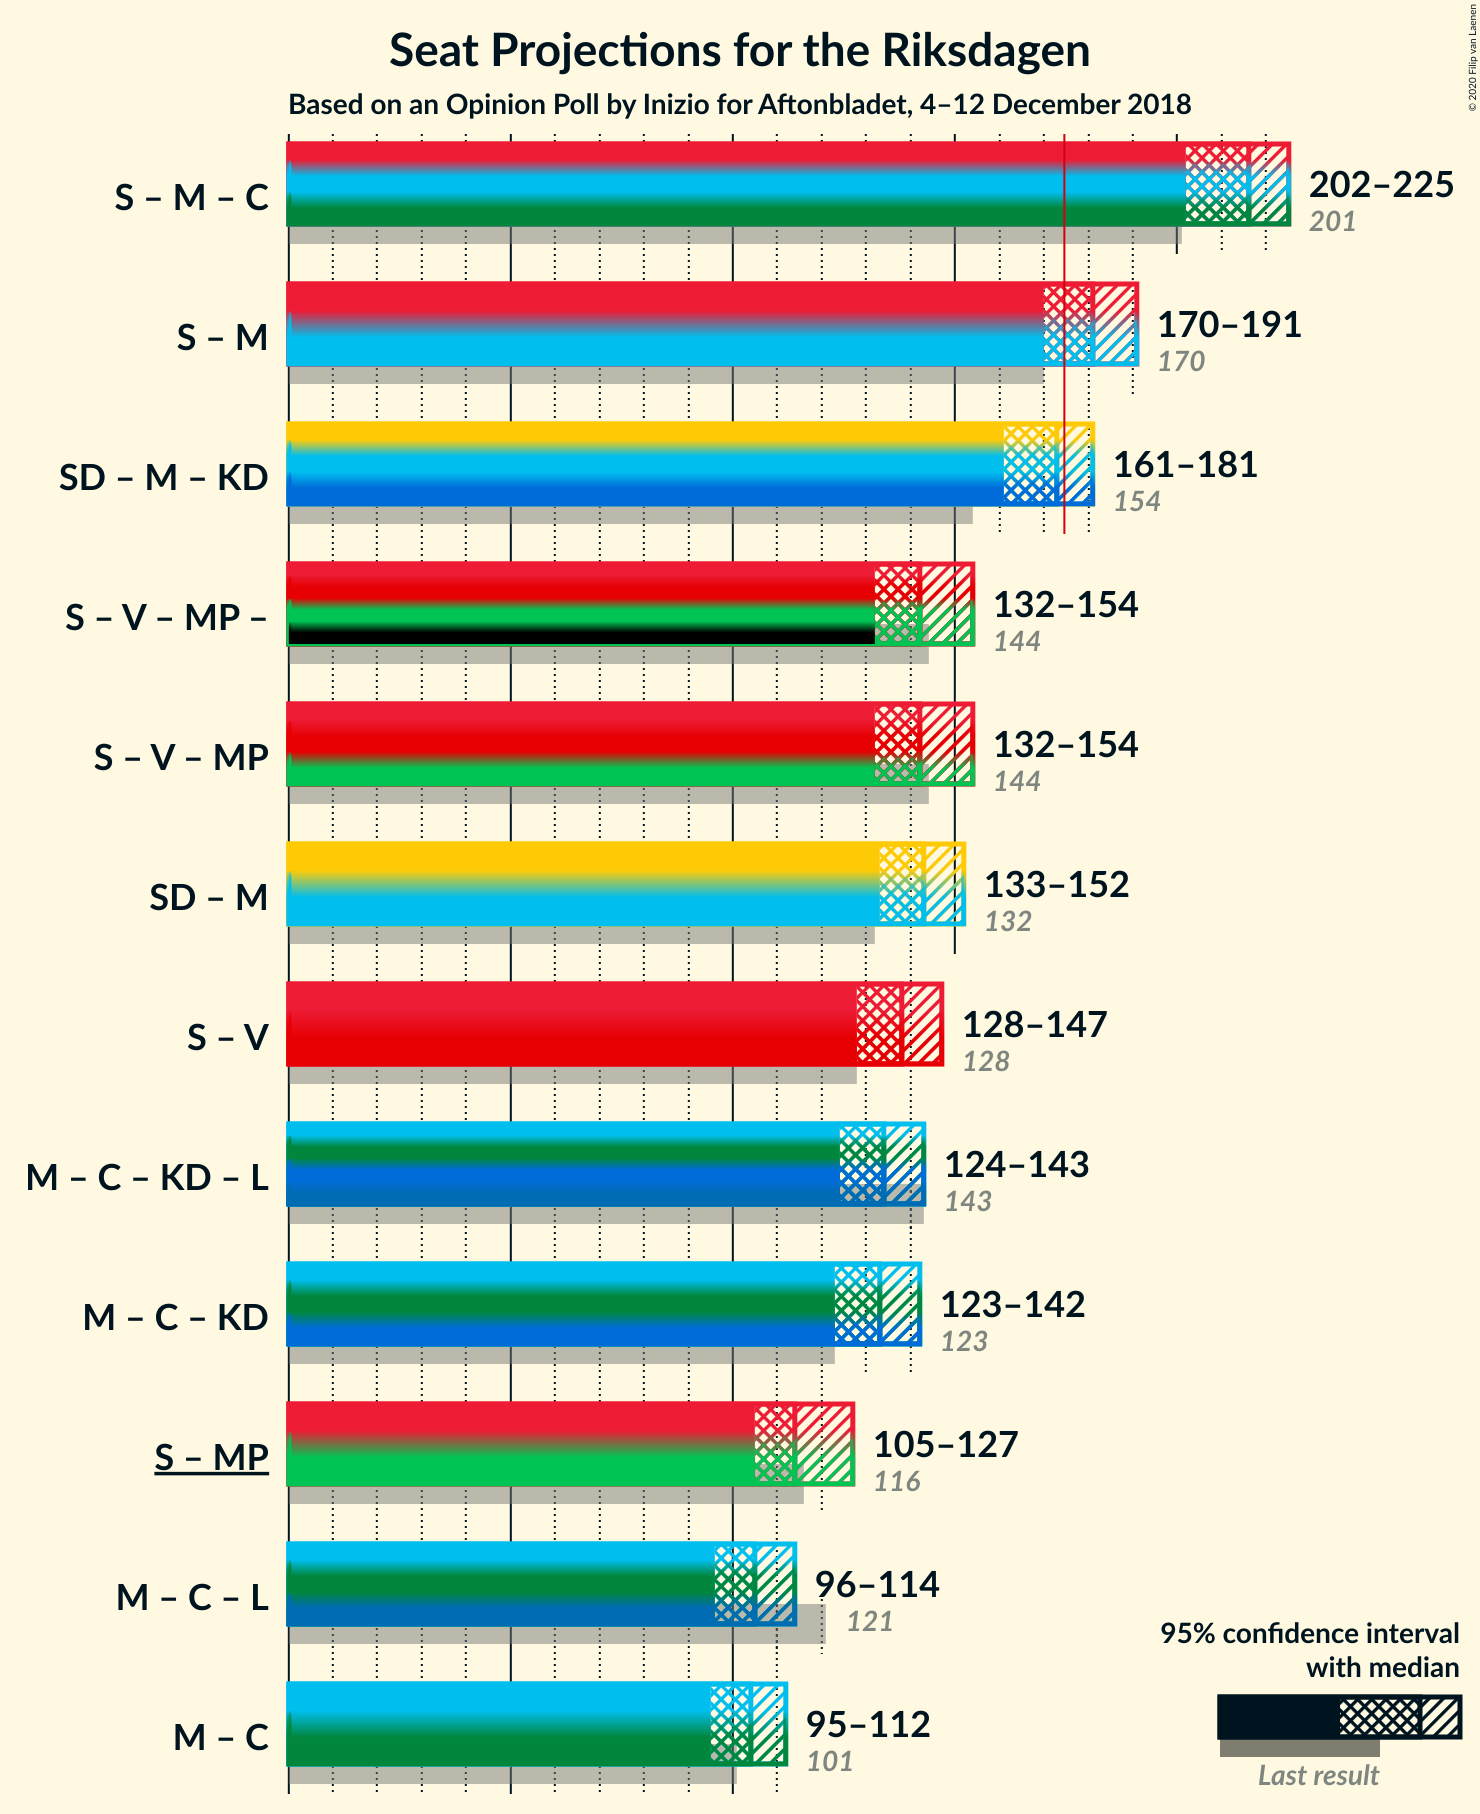 Seat Projections for the Riksdagen
Based on an Opinion Poll by Inizio for Aftonbladet, 4–12 December 2018
© 2020 Filip van Laenen
S – M – C
202–225
201
S – M
170–191
170
SD – M – KD
161–181
154
S – V – MP –
132–154
144
S – V – MP
132–154
144
SD – M
133–152
132
S – V
128–147
128
M – C – KD – L
124–143
143
M – C – KD
123–142
123
S – MP
105–127
116
M – C – L
96–114
121
M – C
95–112
101
95% confidence interval
with median
Last result